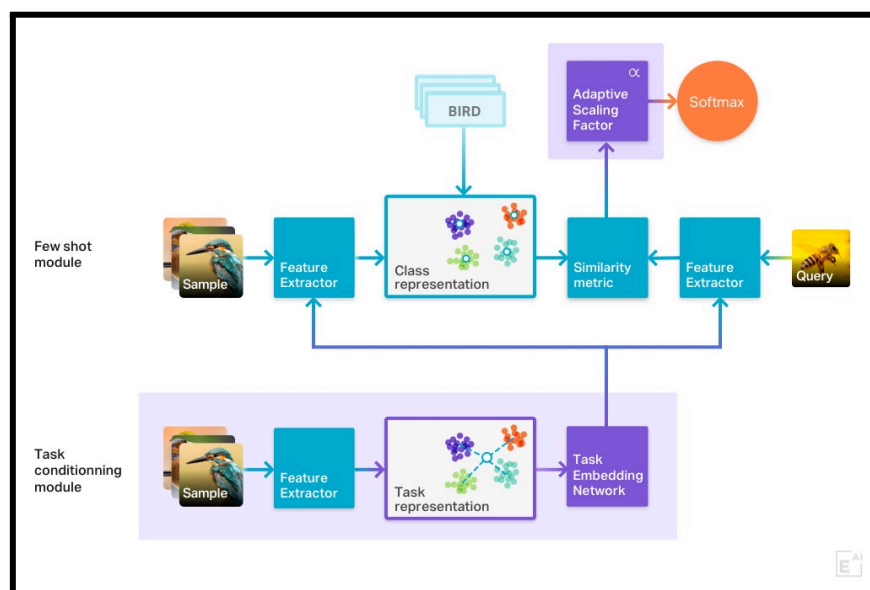 BIRD
α
Adaptive
Scaling
Factor
Softmax
Few shot
module
Sample
Feature
Extractor
Class
representation
Similarity
metric
Feature
Extractor
Query
Task
conditionning
module
Sample
Feature
Extractor
Task
representation
Task
Embedding
Network
E AI